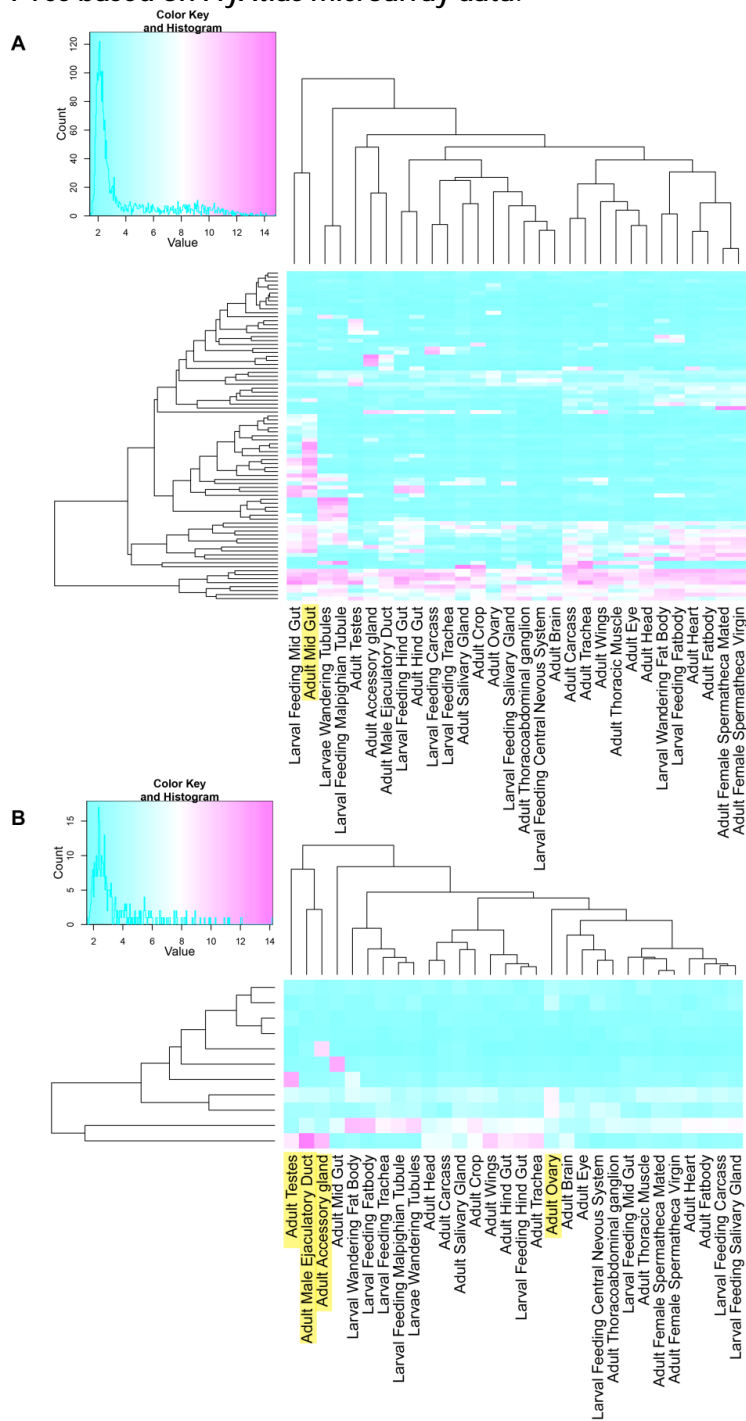 A
Color Key
and Histogram
Count
0 20 40 60 80 100 120
2 4 6 8 10 12 14
Value
Larval Feeding Mid Gut
Adult Mid Gut
Larvae Wandering Tubules
Larval Feeding Malpighian Tubule
Adult Testes
Adult Accessory gland
Adult Male Ejaculatory Duct
Larval Feeding Hind Gut
Adult Hind Gut
Larval Feeding Carcass
Larval Feeding Trachea
Adult Salivary Gland
Adult Crop
Adult Ovary
Larval Feeding Salivary Gland
Adult Thoracoabdominal ganglion
Larval Feeding Central Nevous System
Adult Brain
Adult Carcass
Adult Trachea
Adult Wings
Adult Thoracic Muscle
Adult Eye
Adult Head
Larval Wandering Fat Body
Larval Feeding Fatbody
Adult Heart
Adult Fatbody
Adult Female Spermatheca Mated
Adult Female Spermatheca Virgin
B
Color Key
and Histogram
Count
0 5 10 15
2 4 6 8 10 12 14
Value
Adult Testes
Adult Male Ejaculatory Duct
Adult Accessory gland
Adult Mid Gut
Larval Wandering Fat Body
Larval Feeding Fatbody
Larval Feeding Trachea
Larval Feeding Malpighian Tubule
Larvae Wandering Tubules
Adult Head
Adult Carcass
Adult Salivary Gland
Adult Crop
Adult Wings
Adult Hind Gut
Larval Feeding Hind Gut
Adult Trachea
Adult Ovary
Adult Brain
Adult Eye
Larval Feeding Central Nevous System
Adult Thoracoabdominal ganglion
Larval Feeding Mid Gut
Adult Thoracic Muscle
Adult Female Spermatheca Mated
Adult Female Spermatheca Virgin
Adult Heart
Adult Fatbody
Larval Feeding Carcass
Larval Feeding Salivary Gland